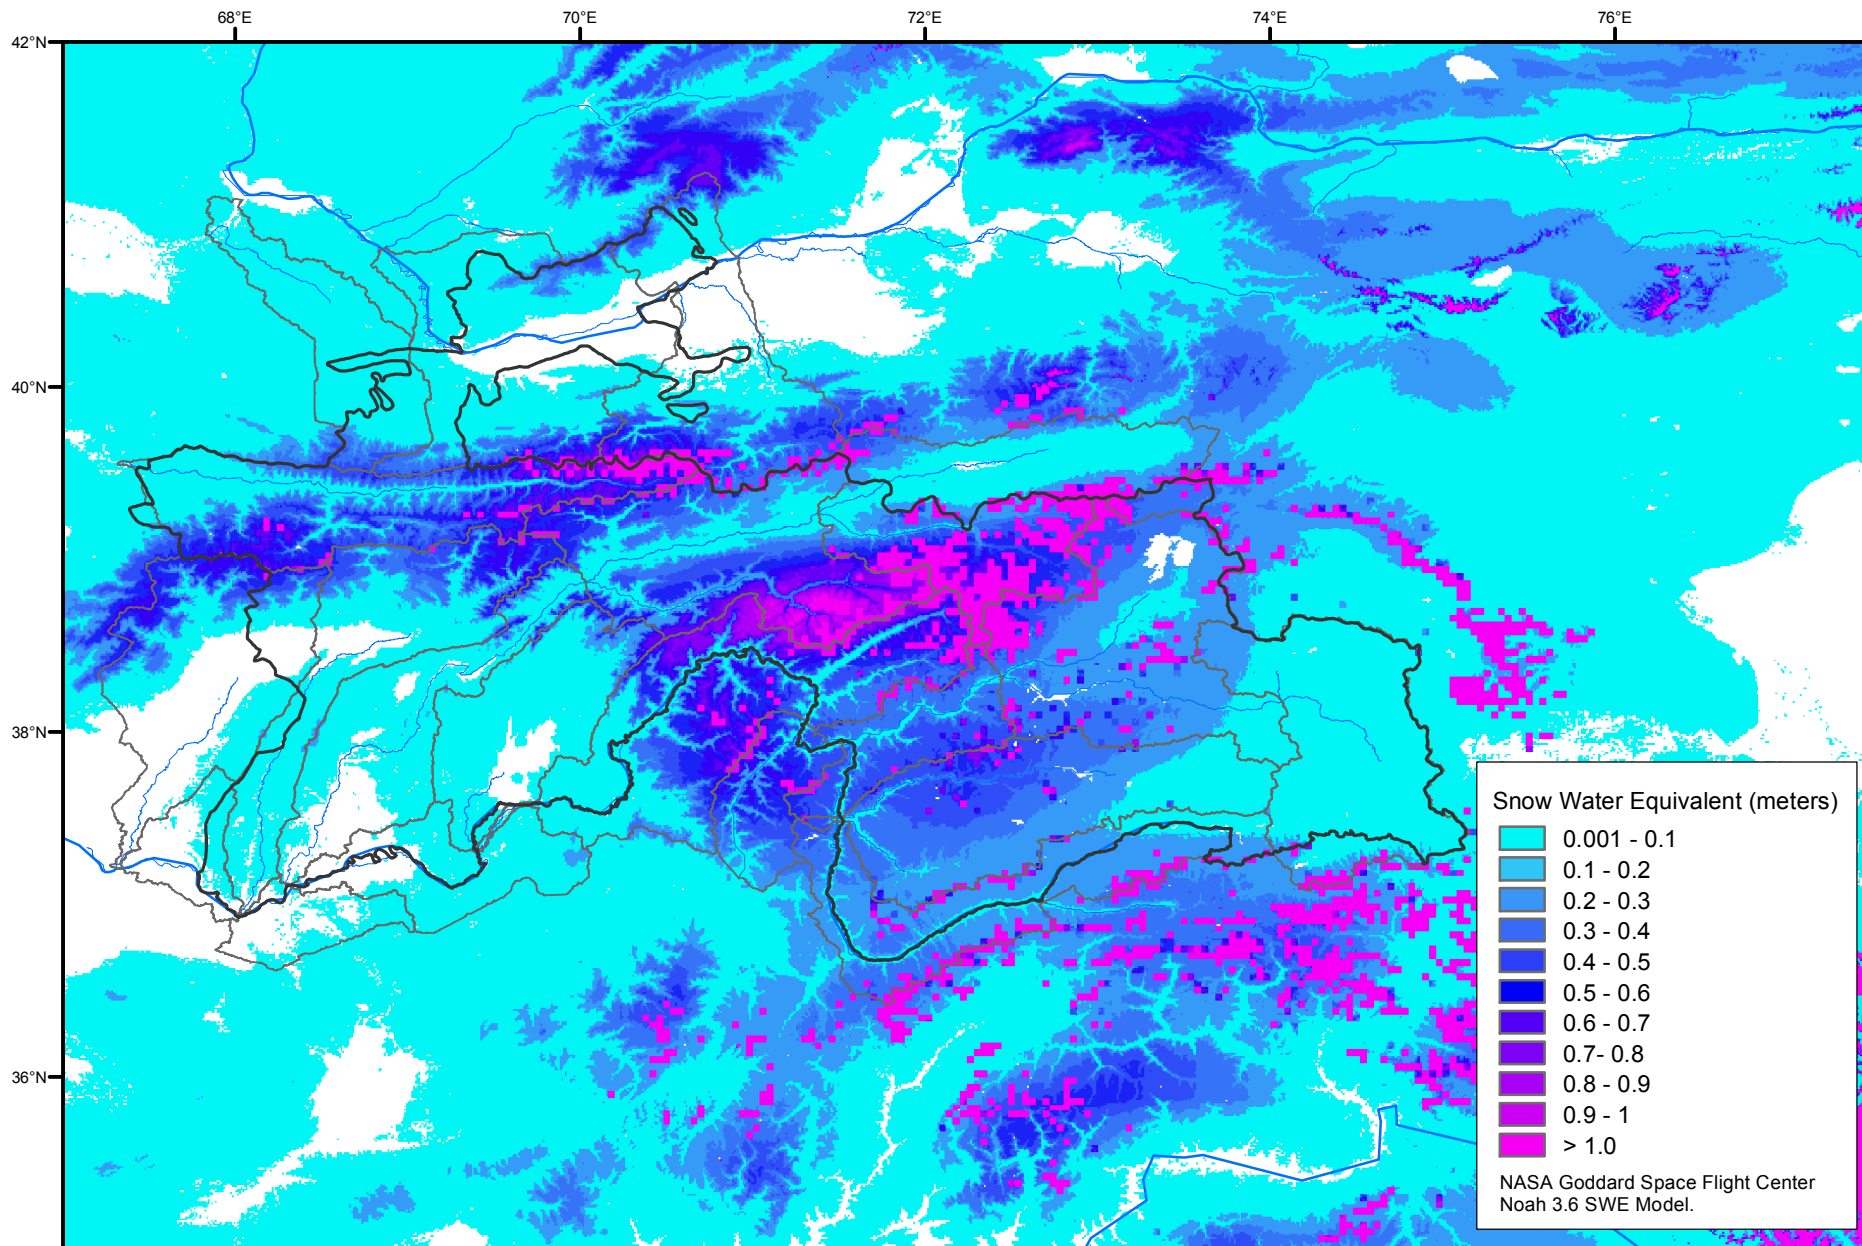 68°E
70°E
72°E
74°E
76°E
42°N
40°N
38°N
36°N
Snow Water Equivalent (meters)
0.001 - 0.1
0.1 - 0.2
0.2 - 0.3
0.3 - 0.4
0.4 - 0.5
0.5 - 0.6
0.6 - 0.7
0.7- 0.8
0.8 - 0.9
0.9 - 1
> 1.0
NASA Goddard Space Flight Center
Noah 3.6 SWE Model.